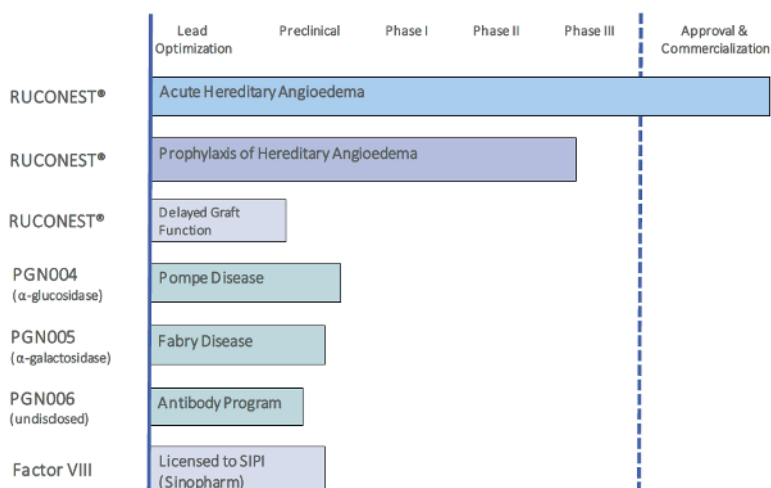 Lead Optimization
Preclinical
Phase I
Phase II
Phase III
Approval & Commercialization
RUCONEST®
Acute Hereditary Angioedema
RUCONEST®
Prophylaxis of Hereditary Angioedema
RUCONEST®
Delayed Graft
Function
PGN004
(α-glucosidase)
Pompe Disease
PGN005
(α-galactosidase)
Fabry Disease
PGN006
(undisclosed)
Antibody Program
Factor VIII
Licensed to SIPI
(Sinopharm)